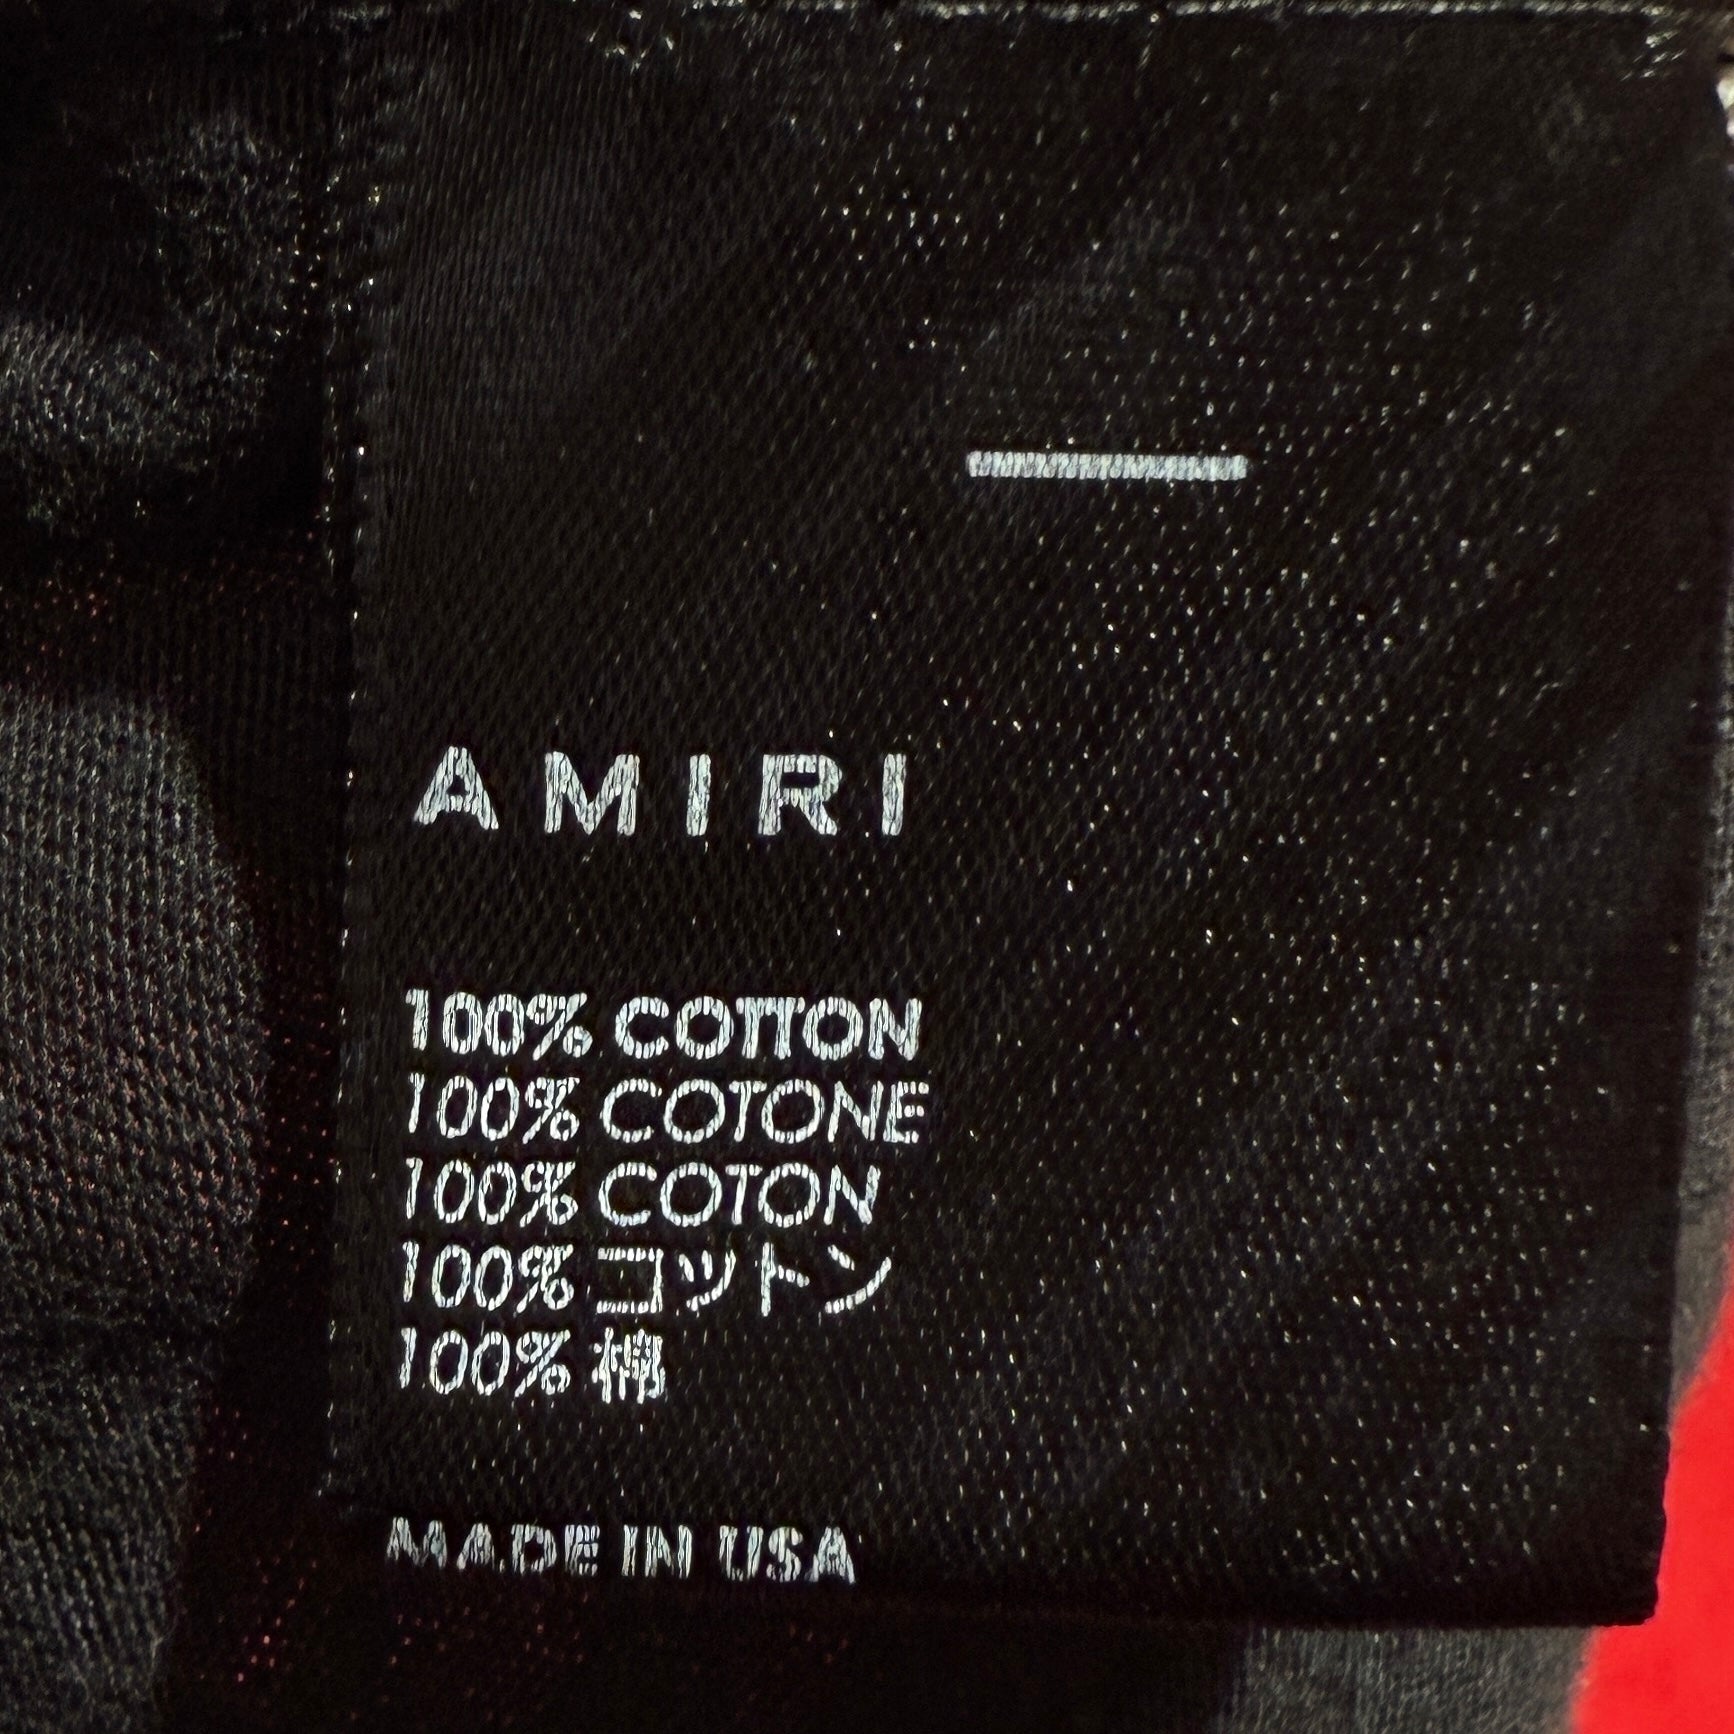 AMIRI
100% COTTON
100% COTONE
100% COTON
100% コットン
100% 棉
MADE IN USA